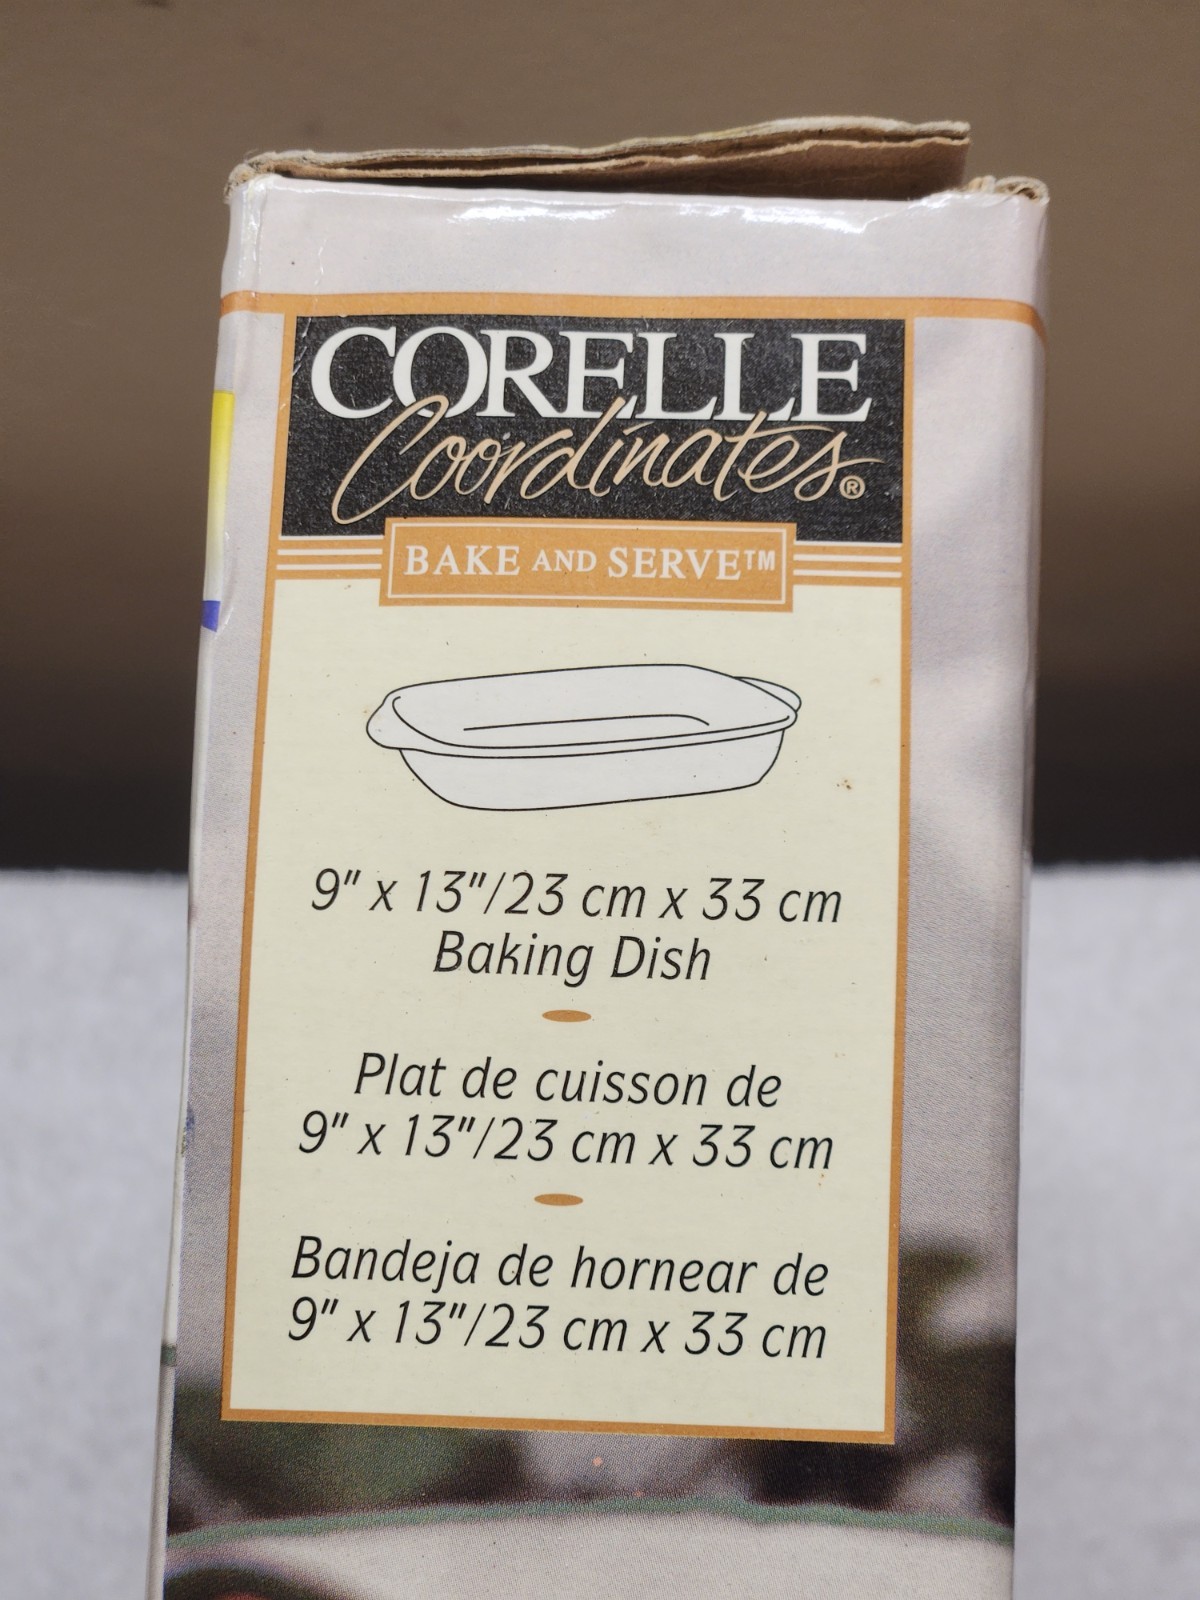 CORELLE
Coordinates®
BAKE AND SERVE™
9" x 13"/23 cm x 33 cm
Baking Dish
Plat de cuisson de
9" x 13"/23 cm x 33 cm
Bandeja de hornear de
9" x 13"/23 cm x 33 cm